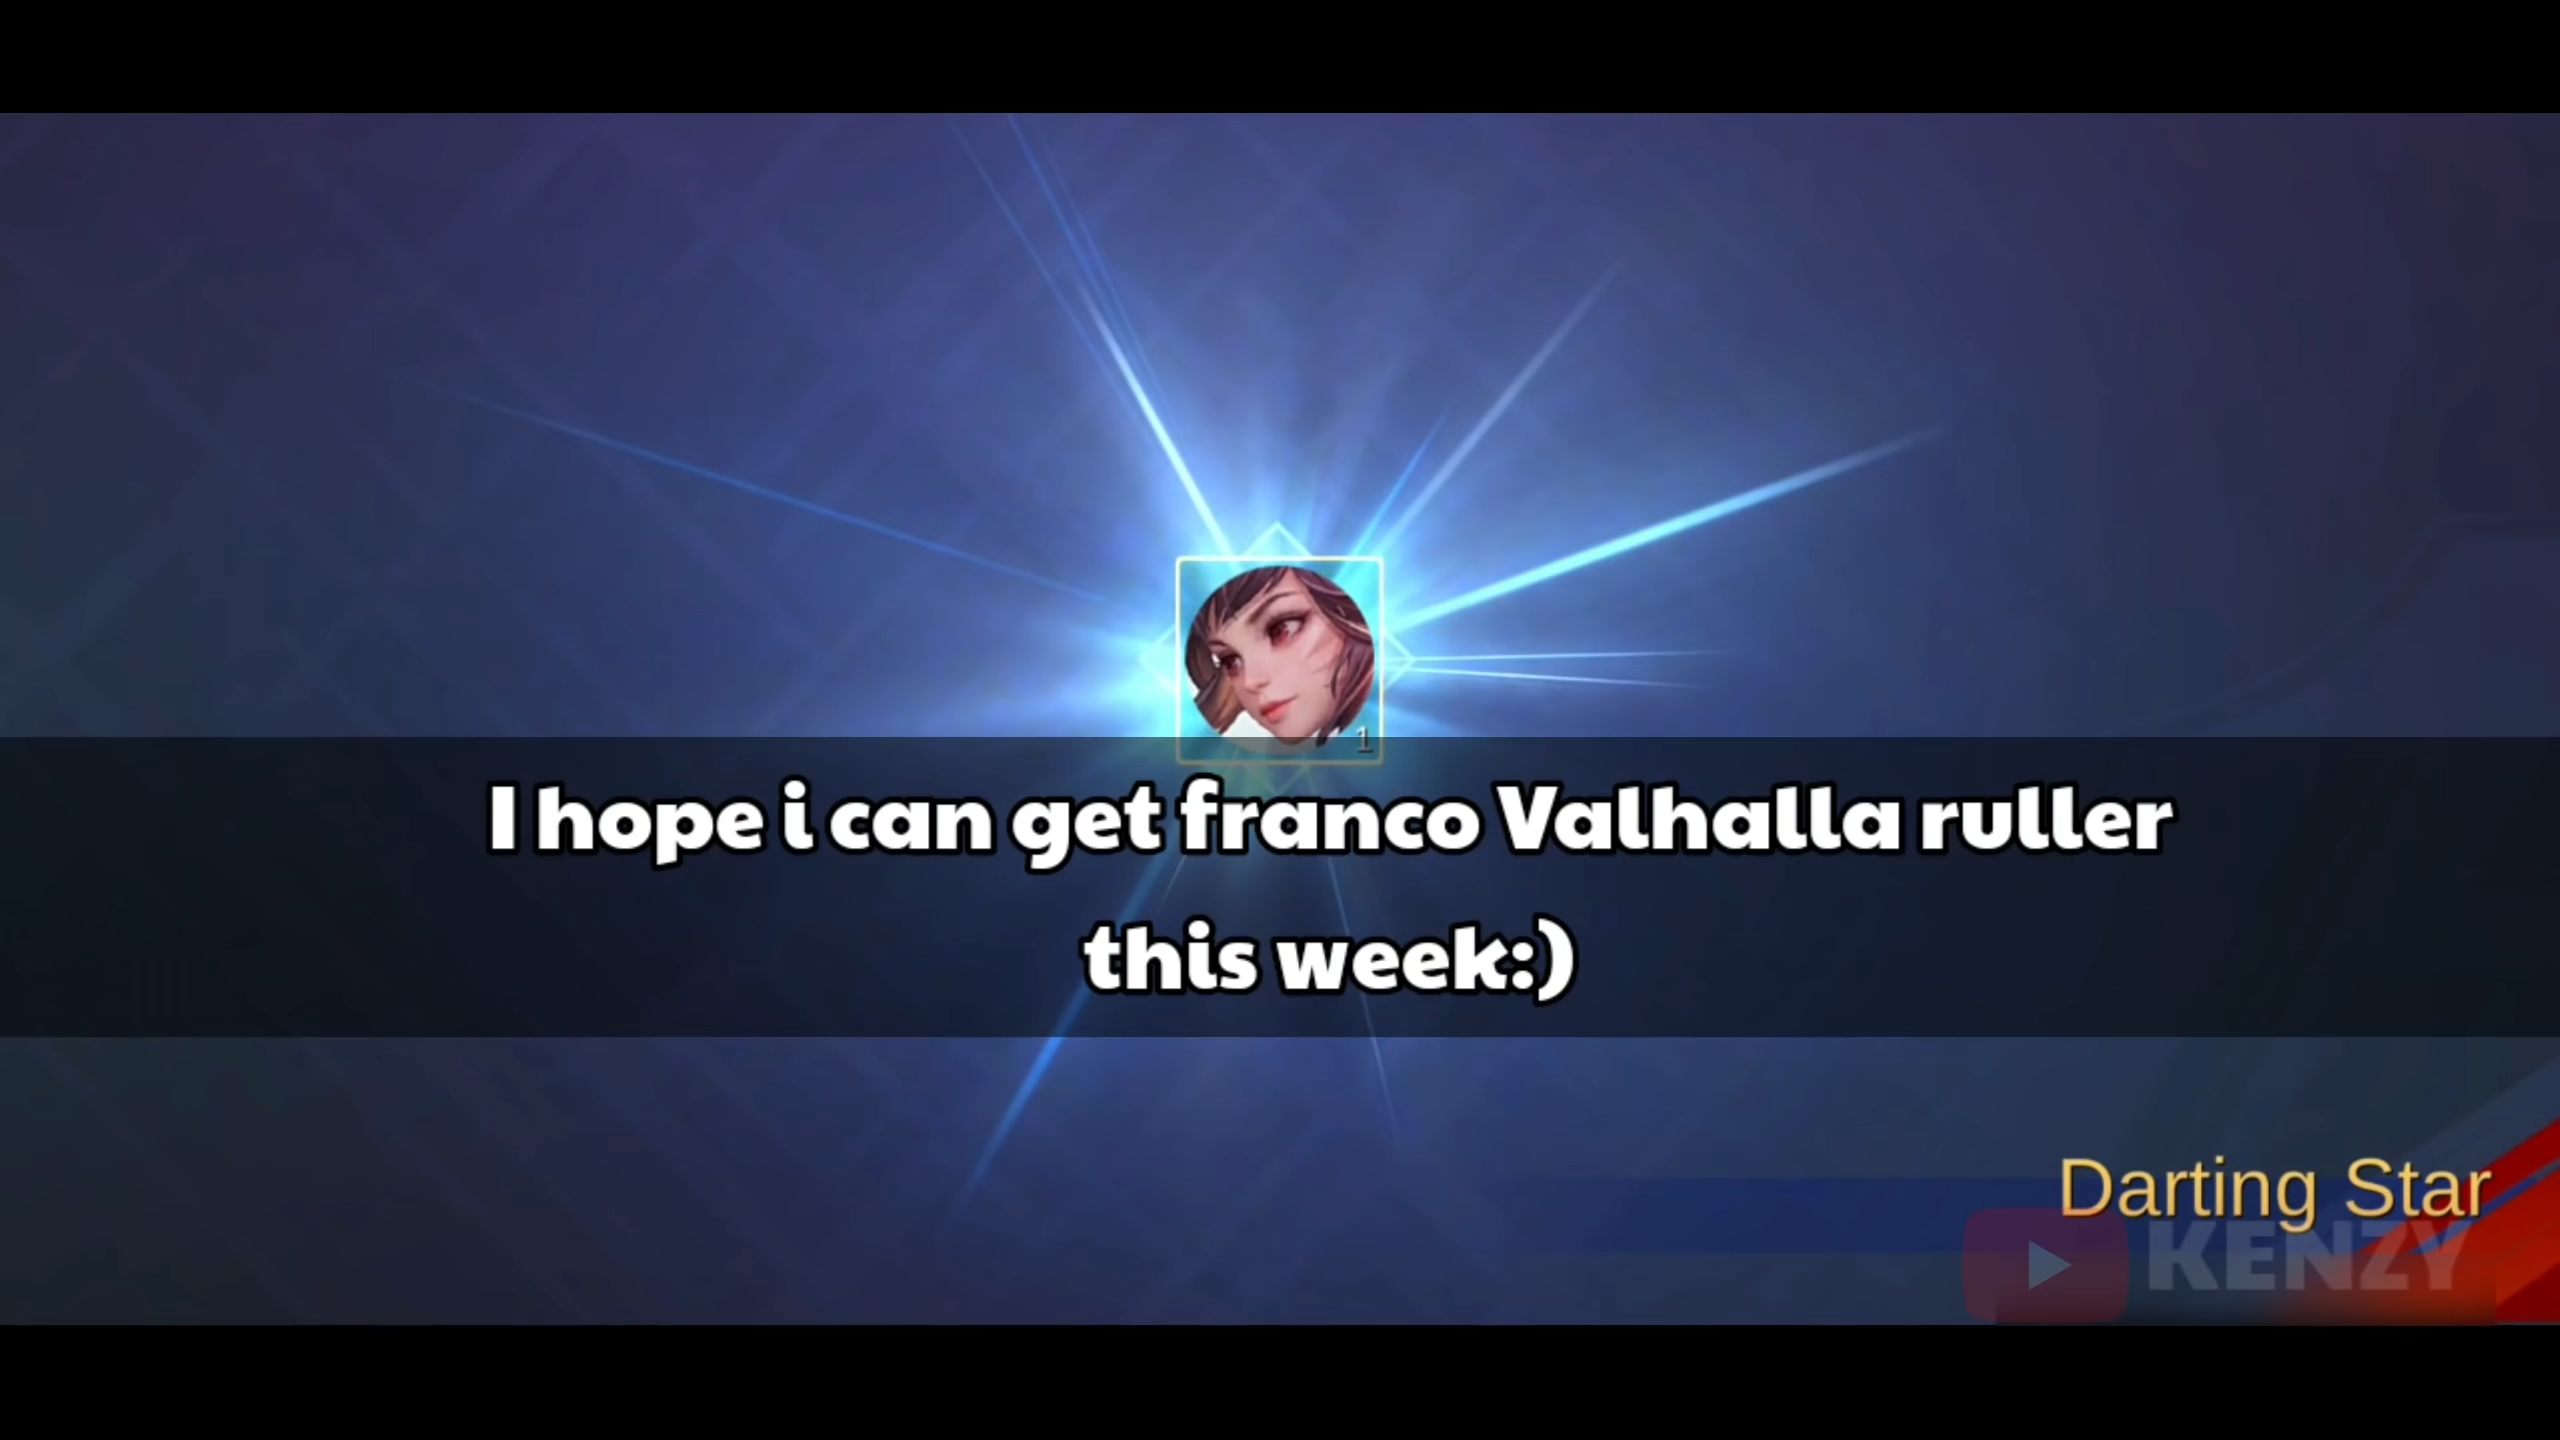 1
I hope i can get franco Valhalla ruller
this week:)
Darting Star
KENZY